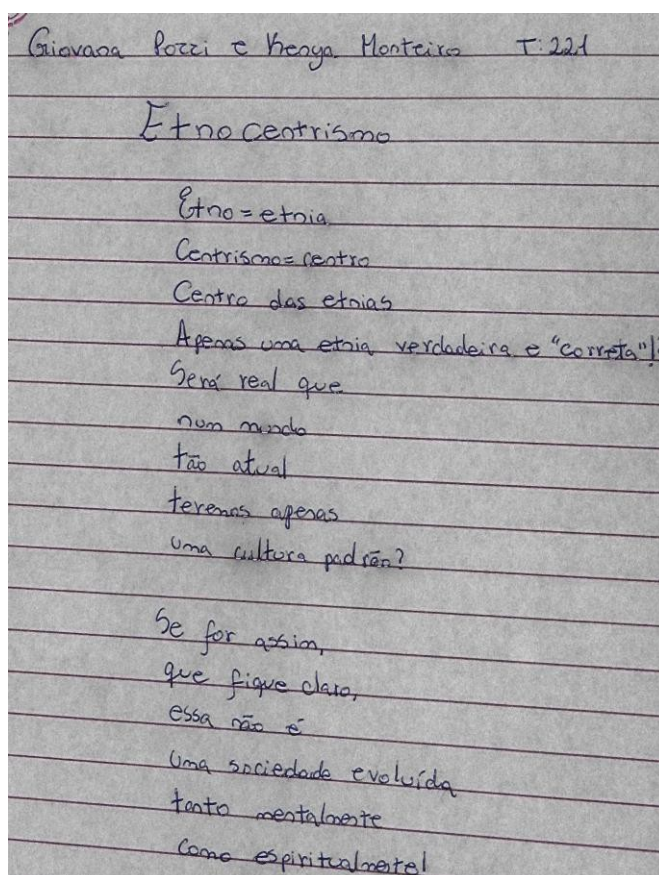 Giovana Pozzi e Kenya Monteiro T: 221
Etnocentrismo
Etno = etnia
Centrismo = centro
Centro das etnias
Apenas uma etnia verdadeira e "correta"!
Será real que
num mundo
tão atual
teremos apenas
uma cultura padrão?
Se for assim,
que fique claro,
essa não é
uma sociedade evoluída
tanto mentalmente
como espiritualmente!